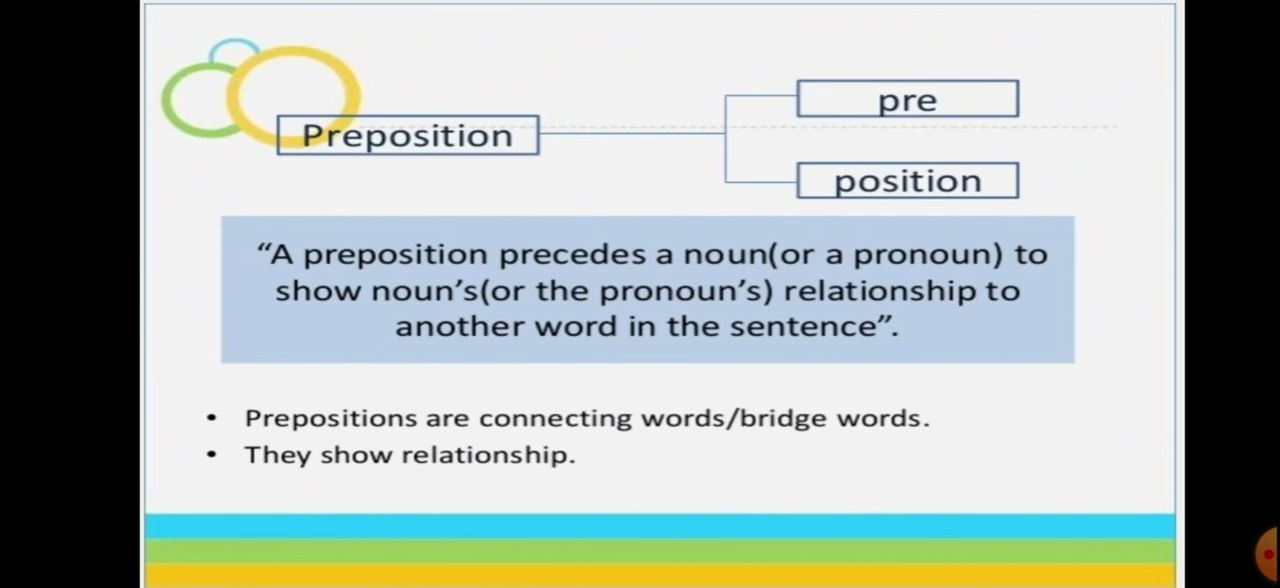 Preposition
pre
position
“A preposition precedes a noun(or a pronoun) to
show noun’s(or the pronoun’s) relationship to
another word in the sentence”.
• Prepositions are connecting words/bridge words.
• They show relationship.